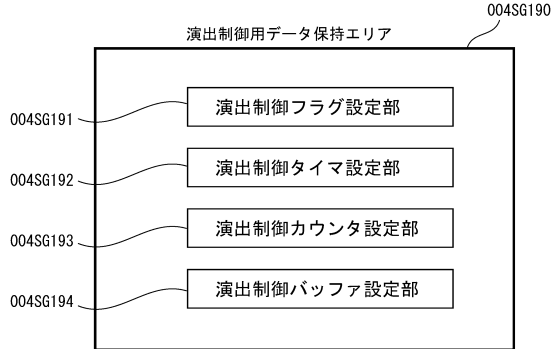 004SG190
演出制御用データ保持エリア
004SG191
演出制御フラグ設定部
004SG192
演出制御タイマ設定部
004SG193
演出制御カウンタ設定部
004SG194
演出制御バッファ設定部